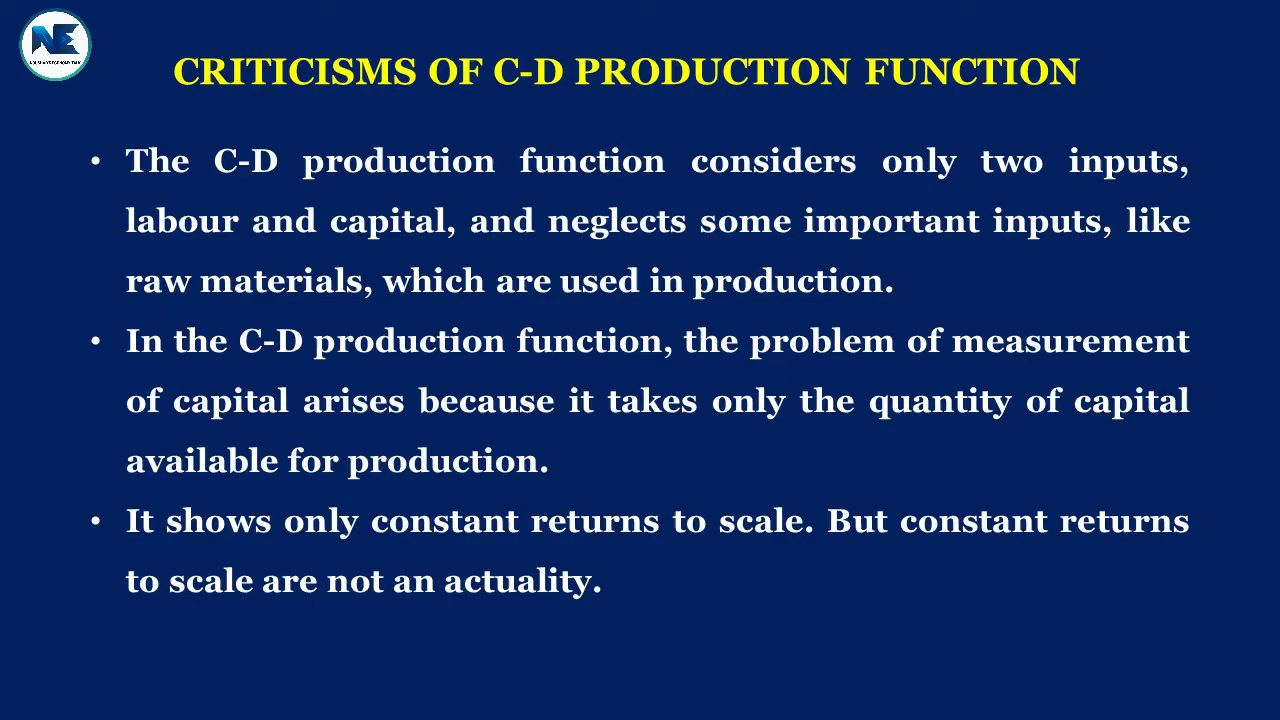 NE
CRITICISMS OF C-D PRODUCTION FUNCTION
• The C-D production function considers only two inputs,
labour and capital, and neglects some important inputs, like
raw materials, which are used in production.
• In the C-D production function, the problem of measurement
of capital arises because it takes only the quantity of capital
available for production.
• It shows only constant returns to scale. But constant returns
to scale are not an actuality.